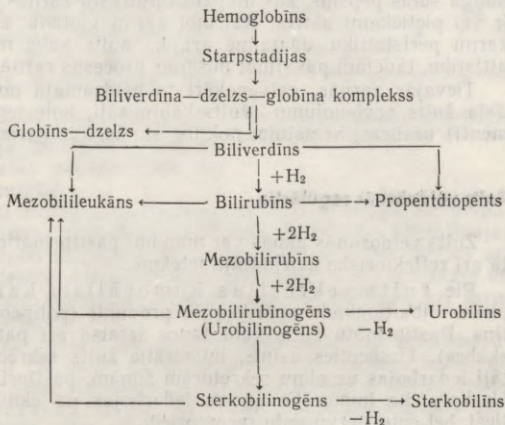 Hemoglobīns
Starpstadijas
Biliverdīna—dzelzs—globīna komplekss
Globīns—dzelzs
Biliverdīns
+H₂
Mezobilileukāns
Bilirubīns
Propentdiopents
+2H₂
Mezobilirubīns
+2H₂
Mezobilirubinogēns
Urobilīns
(Urobilinogēns)
−H₂
Sterkobilinogēns
Sterkobilīns
−H₂